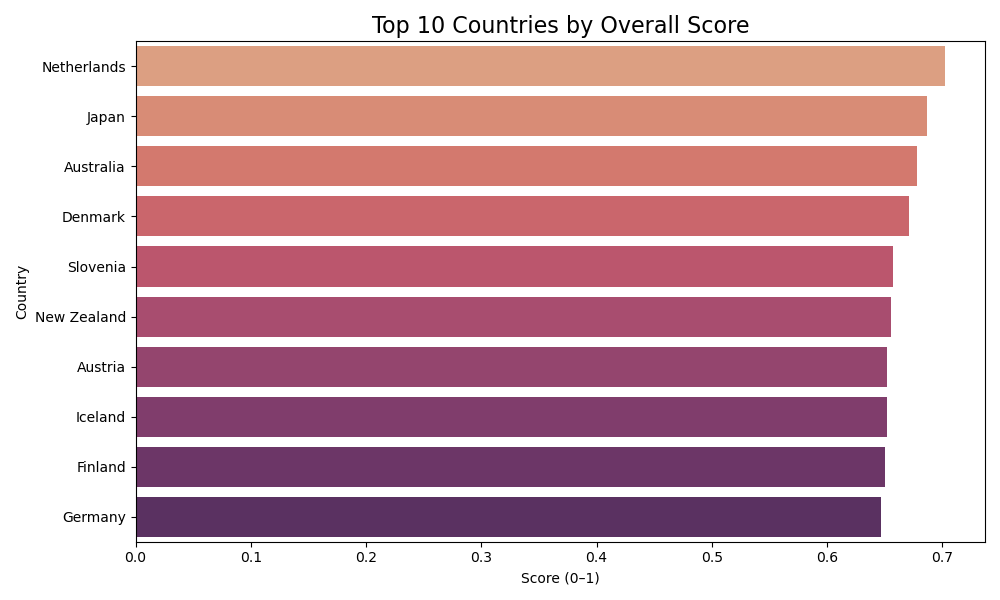 Top 10 Countries by Overall Score
Country
Netherlands
Japan
Australia
Denmark
Slovenia
New Zealand
Austria
Iceland
Finland
Germany
0.0 0.1 0.2 0.3 0.4 0.5 0.6 0.7
Score (0–1)